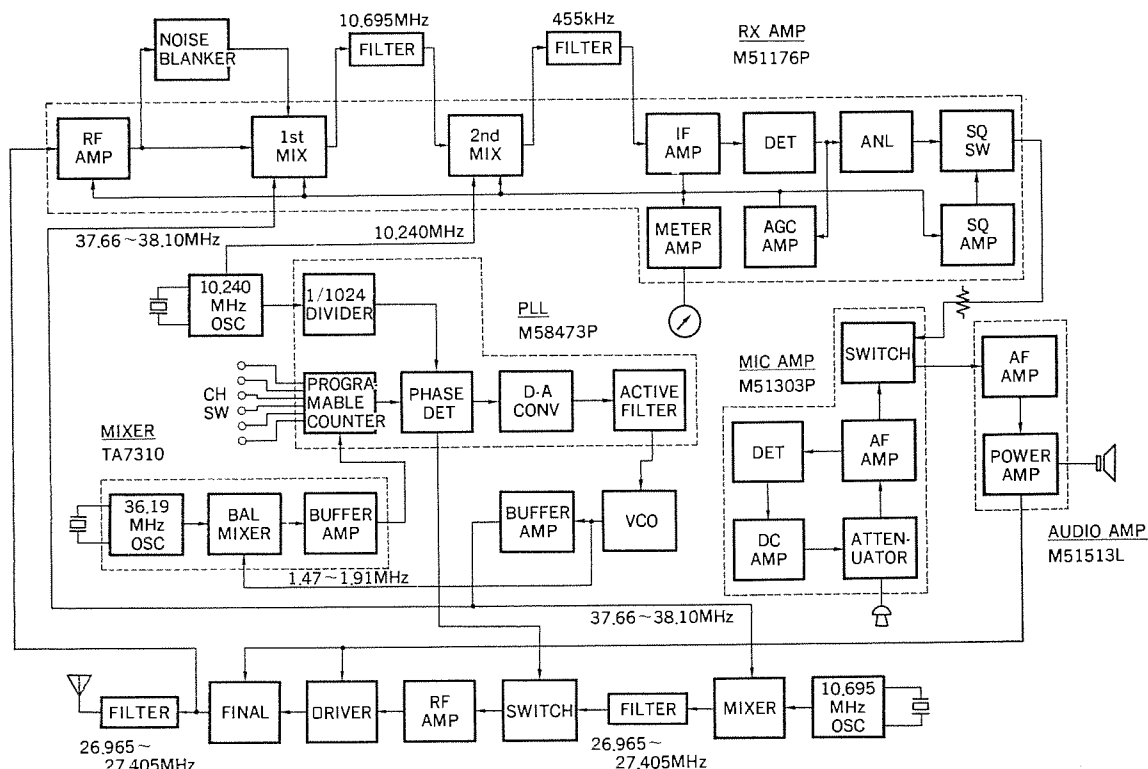 10.695MHz
455kHz
NOISE
BLANKER
FILTER
FILTER
RX AMP
M51176P
RF
AMP
1st
MIX
2nd
MIX
IF
AMP
DET
ANL
SQ
SW
METER
AMP
AGC
AMP
SQ
AMP
37.66~38.10MHz
10.240MHz
10.240
MHz
OSC
1/1024
DIVIDER
PLL
M58473P
CH
SW
PROGRA-
MABLE
COUNTER
PHASE
DET
D-A
CONV
ACTIVE
FILTER
MIC AMP
M51303P
SWITCH
AF
AMP
DET
AF
AMP
POWER
AMP
MIXER
TA7310
36.19
MHz
OSC
BAL
MIXER
BUFFER
AMP
BUFFER
AMP
VCO
DC
AMP
ATTEN-
UATOR
AUDIO AMP
M51513L
1.47~1.91MHz
37.66~38.10MHz
FILTER
FINAL
DRIVER
RF
AMP
SWITCH
FILTER
MIXER
10.695
MHz
OSC
26.965~
27.405MHz
26.965~
27.405MHz